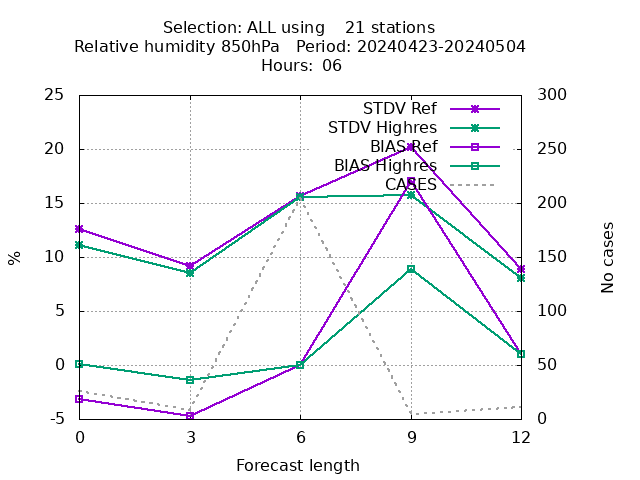 Selection: ALL using    21 stations
Relative humidity 850hPa   Period: 20240423-20240504
Hours:  06
25
20
15
10
5
0
-5
300
250
200
150
100
50
0
%
No cases
STDV Ref
STDV Highres
BIAS Ref
BIAS Highres
CASES
0 3 6 9 12
Forecast length